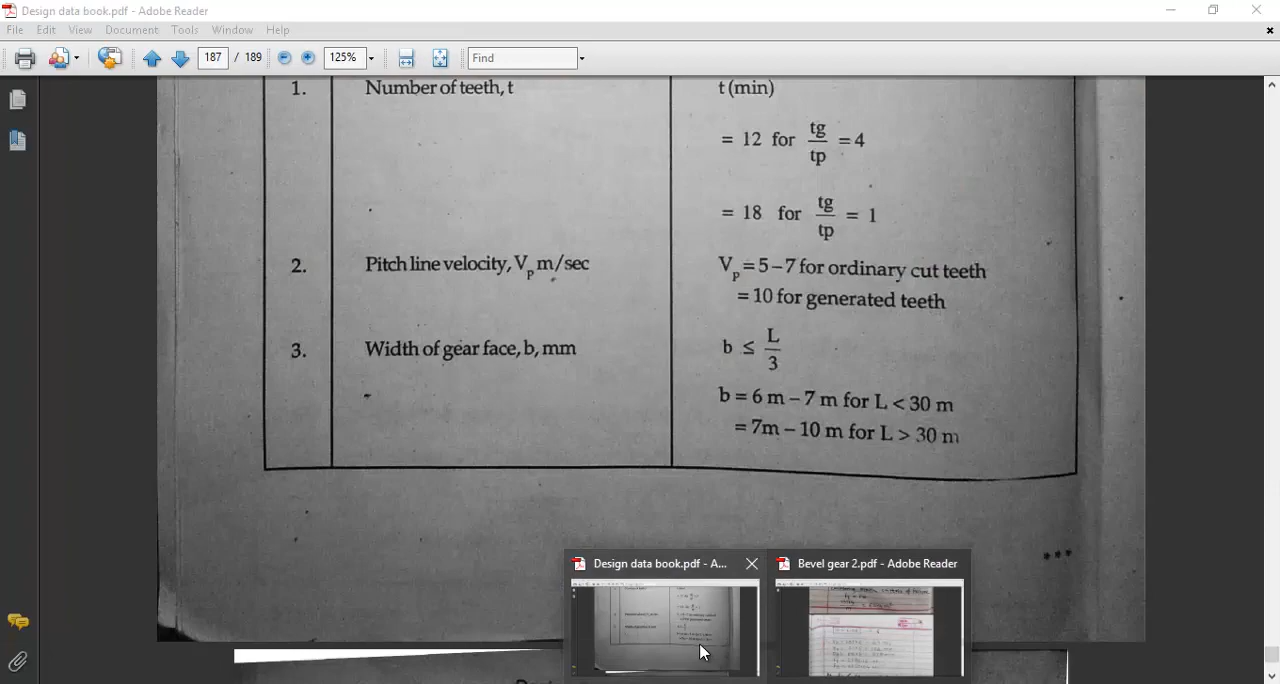 Design data book.pdf - Adobe Reader
File Edit View Document Tools Window Help
187 / 189 125% Find
1. Number of teeth, t t (min)
= 12 for tg/tp = 4
= 18 for tg/tp = 1
2. Pitch line velocity, Vp m/sec Vp = 5 – 7 for ordinary cut teeth
= 10 for generated teeth
3. Width of gear face, b, mm b ≤ L/3
b = 6 m – 7 m for L < 30 m
= 7m – 10 m for L > 30 m
***
Design data book.pdf - A... Bevel gear 2.pdf - Adobe Reader